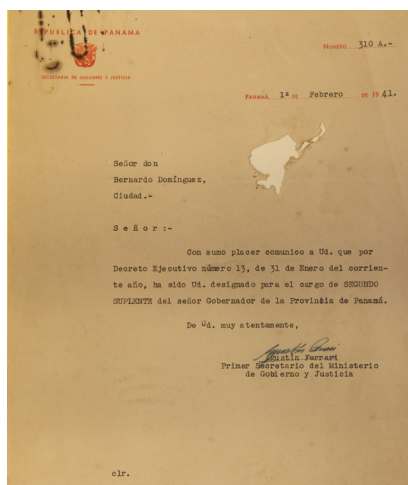 REPUBLICA DE PANAMA
SECRETARIA DE GOBIERNO Y JUSTICIA
NUMERO 310 A.-
PANAMÁ, 1º DE Febrero DE 1941.
Señor don
Bernardo Domínguez,
Ciudad.-
S e ñ o r :-
Con sumo placer comunico a Ud. que por
Decreto Ejecutivo número 13, de 31 de Enero del corrien-
te año, ha sido Ud. designado para el cargo de SEGUNDO
SUPLENTE del señor Gobernador de la Provincia de Panamá.
De Ud. muy atentamente,
Agustín Ferrari
Agustín Ferrari
Primer Secretario del Ministerio
de Gobierno y Justicia
clr.